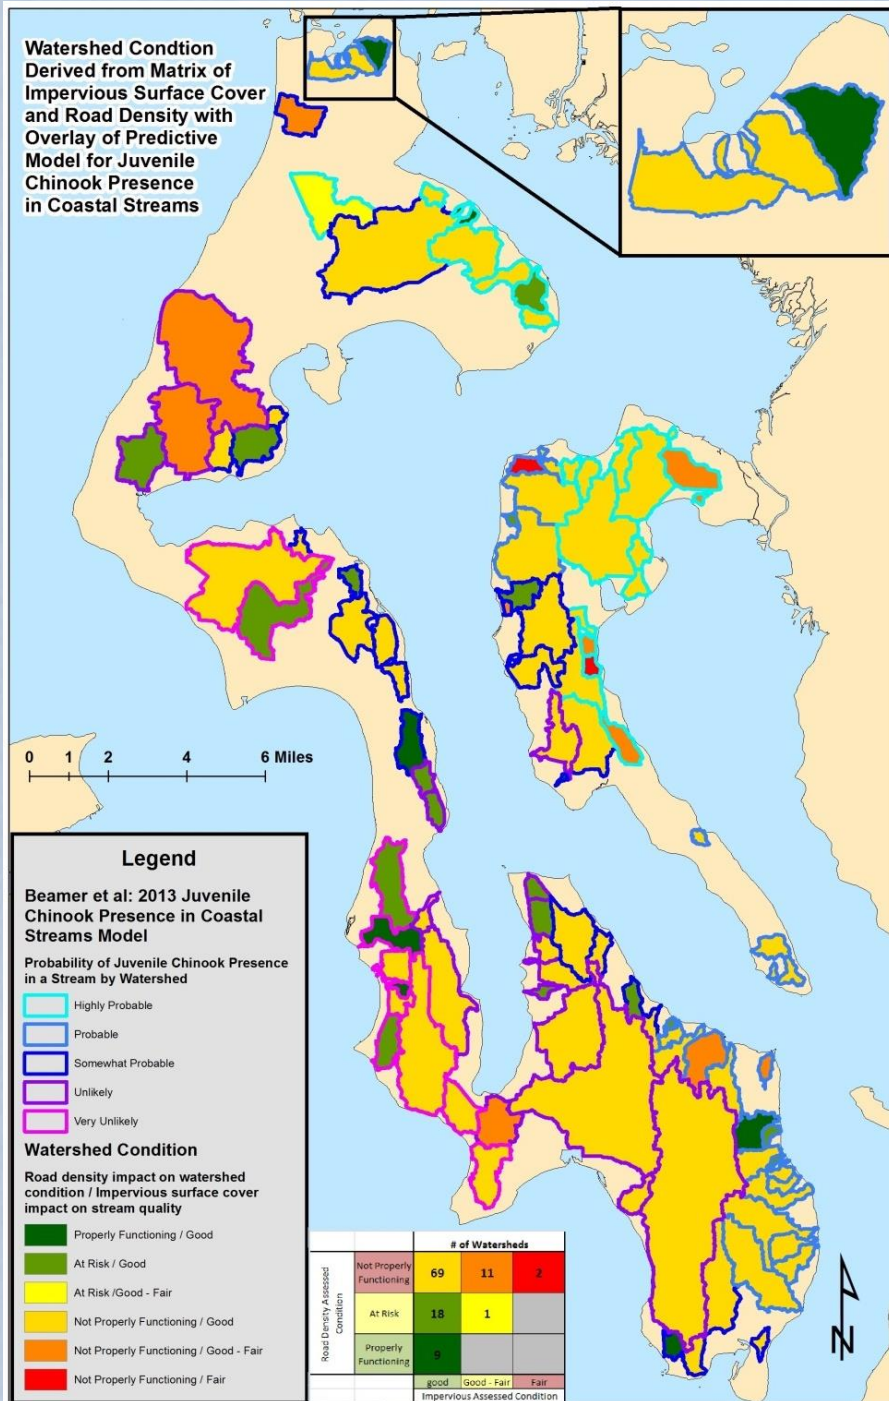 Watershed Condtion
Derived from Matrix of
Impervious Surface Cover
and Road Density with
Overlay of Predictive
Model for Juvenile
Chinook Presence
in Coastal Streams
0 1 2 4 6 Miles
Legend
Beamer et al: 2013 Juvenile
Chinook Presence in Coastal
Streams Model
Probability of Juvenile Chinook Presence
in a Stream by Watershed
Highly Probable
Probable
Somewhat Probable
Unlikely
Very Unlikely
Watershed Condition
Road density impact on watershed
condition / Impervious surface cover
impact on stream quality
Properly Functioning / Good
At Risk / Good
At Risk /Good - Fair
Not Properly Functioning / Good
Not Properly Functioning / Good - Fair
Not Properly Functioning / Fair
# of Watersheds
Road Density Assessed
Condition
Not Properly
Functioning 69 11 2
At Risk 18 1
Properly
Functioning 9
good Good - Fair Fair
Impervious Assessed Condition
N